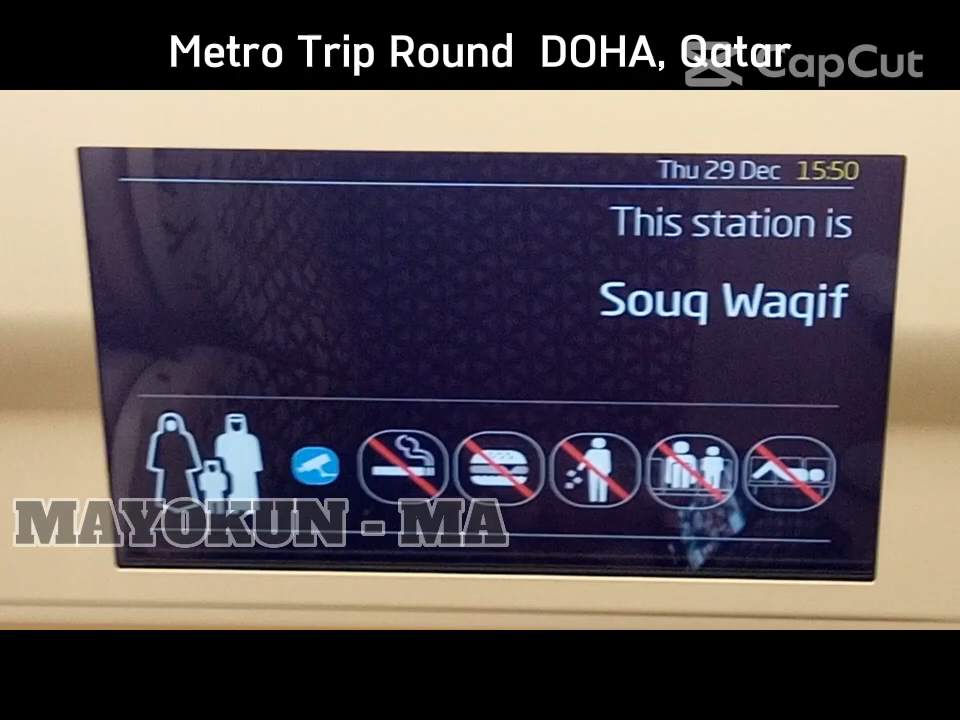 Metro Trip Round DOHA, Qatar
CapCut
Thu 29 Dec 15:50
This station is
Souq Waqif
MAYOKUN - MA